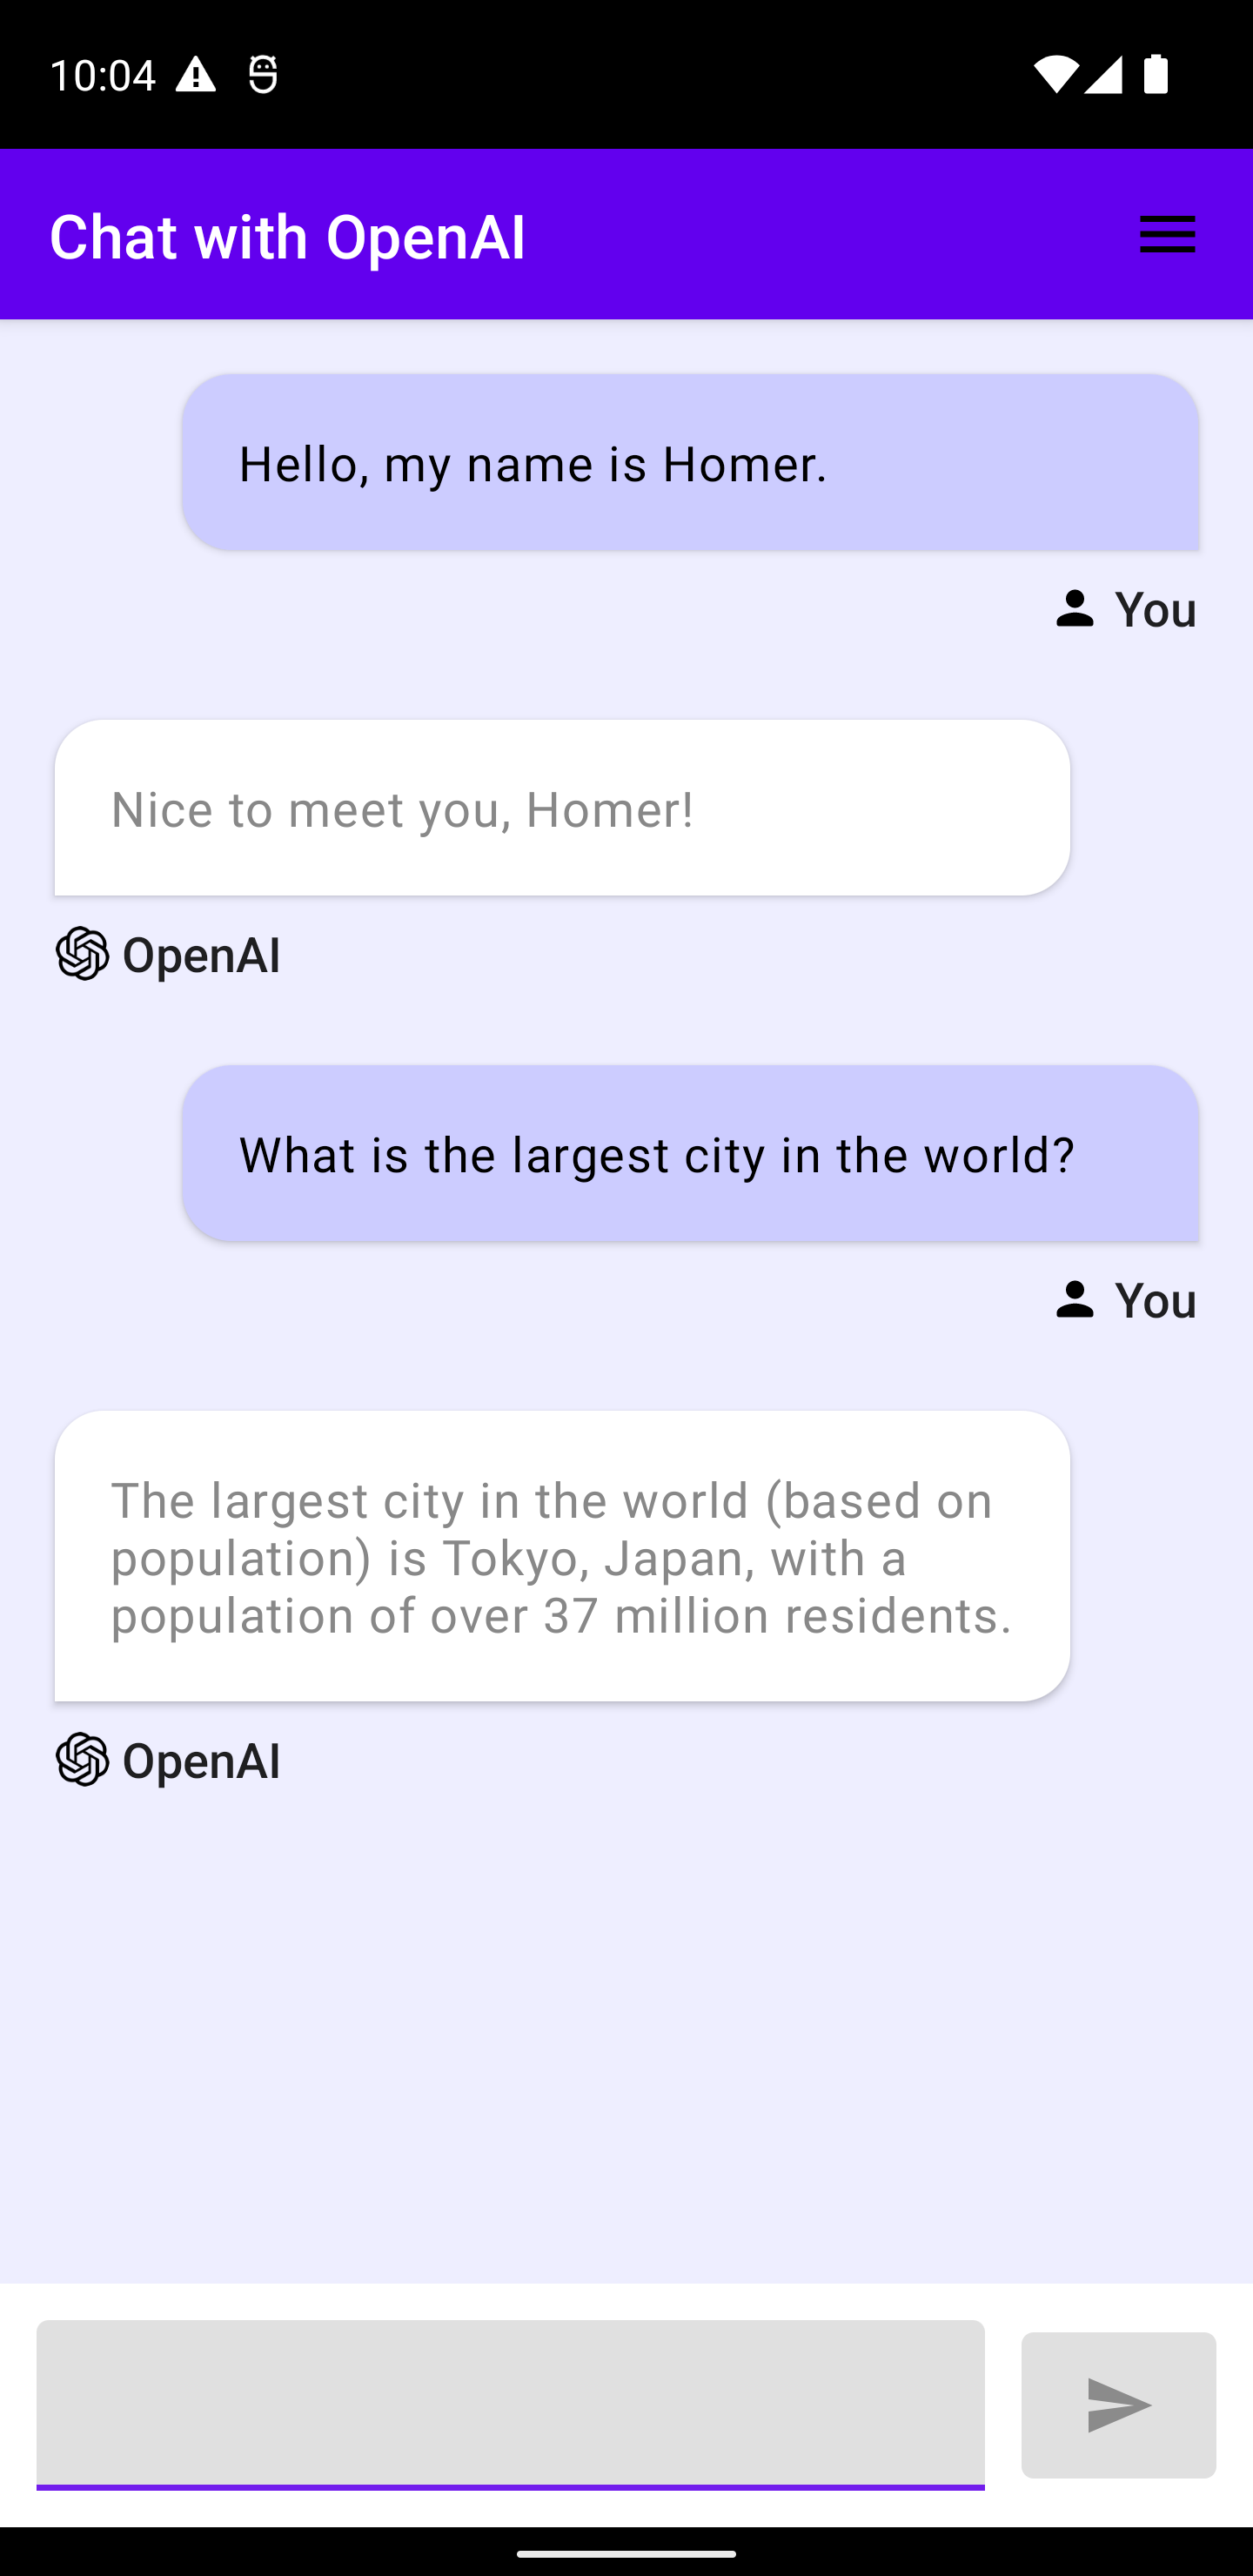 10:04
Chat with OpenAI
Hello, my name is Homer.
You
Nice to meet you, Homer!
OpenAI
What is the largest city in the world?
You
The largest city in the world (based on
population) is Tokyo, Japan, with a
population of over 37 million residents.
OpenAI